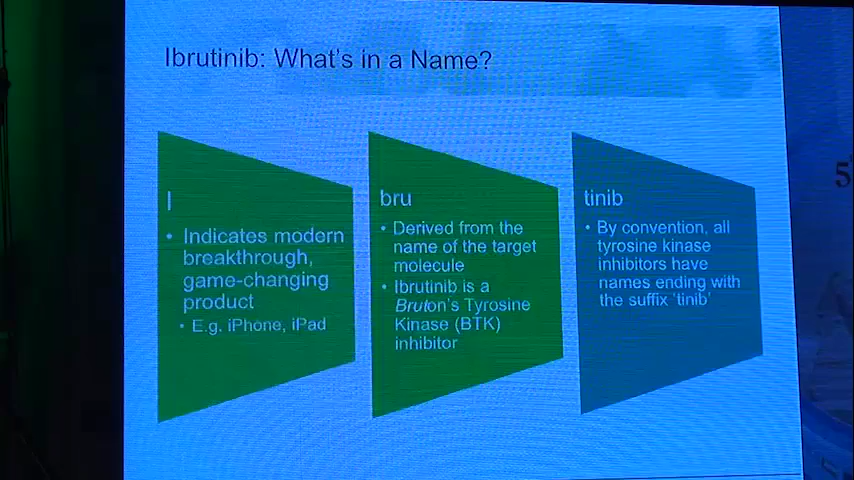 Ibrutinib: What's in a Name?
I
• Indicates modern
breakthrough,
game-changing
product
• E.g. iPhone, iPad
bru
• Derived from the
name of the target
molecule
• Ibrutinib is a
Bruton's Tyrosine
Kinase (BTK)
inhibitor
tinib
• By convention, all
tyrosine kinase
inhibitors have
names ending with
the suffix 'tinib'
5